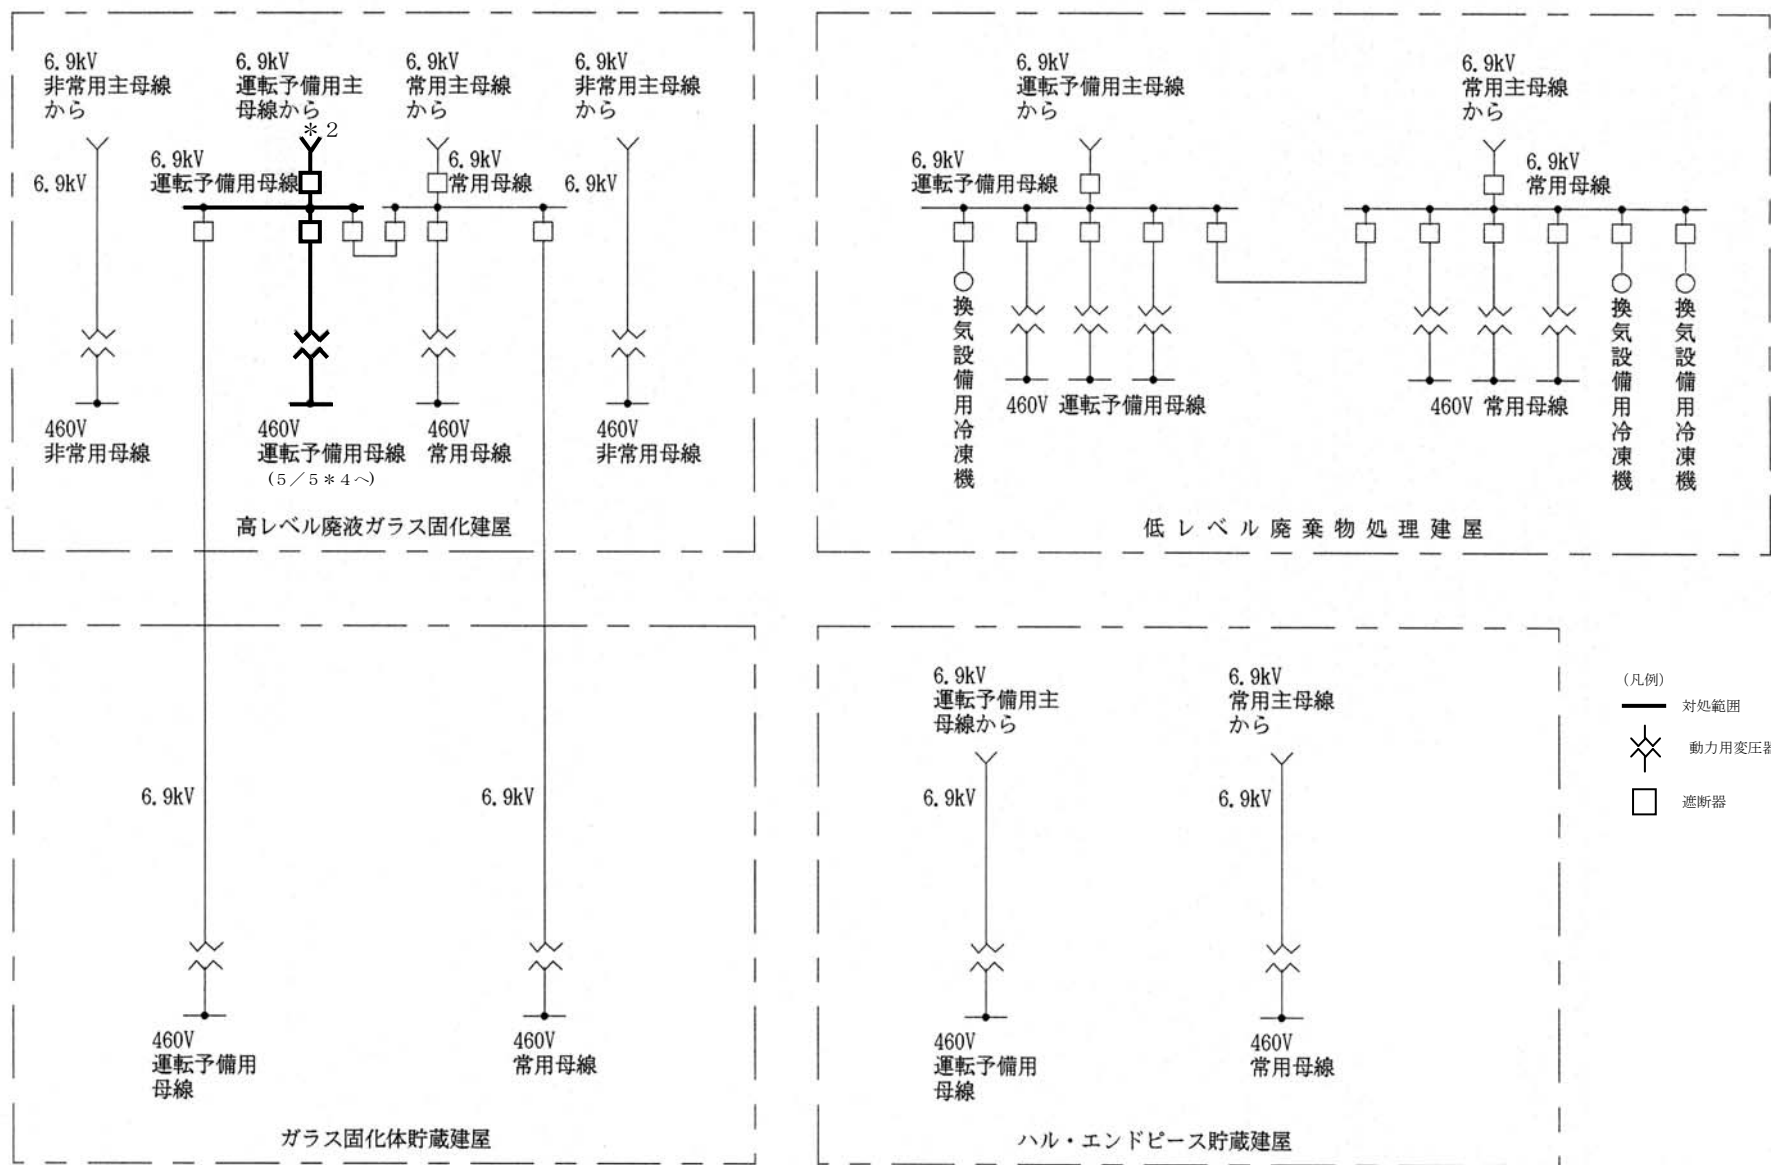 6.9kV
非常用主母線
から
6.9kV
運転予備用主
母線から
＊２
6.9kV
常用主母線
から
6.9kV
非常用主母線
から
6.9kV
6.9kV
運転予備用母線
6.9kV
常用母線
6.9kV
460V
非常用母線
460V
運転予備用母線
(５／５＊４へ)
460V
常用母線
460V
非常用母線
高レベル廃液ガラス固化建屋
6.9kV
運転予備用主母線
から
6.9kV
常用主母線
から
6.9kV
運転予備用母線
6.9kV
常用母線
換気設備用冷凍機
460V 運転予備用母線
460V 常用母線
換気設備用冷凍機
換気設備用冷凍機
低レベル廃棄物処理建屋
6.9kV
6.9kV
460V
運転予備用
母線
460V
常用母線
ガラス固化体貯蔵建屋
6.9kV
運転予備用主
母線から
6.9kV
常用主母線
から
6.9kV
6.9kV
460V
運転予備用
母線
460V
常用母線
ハル・エンドピース貯蔵建屋
(凡例)
対処範囲
動力用変圧器
遮断器